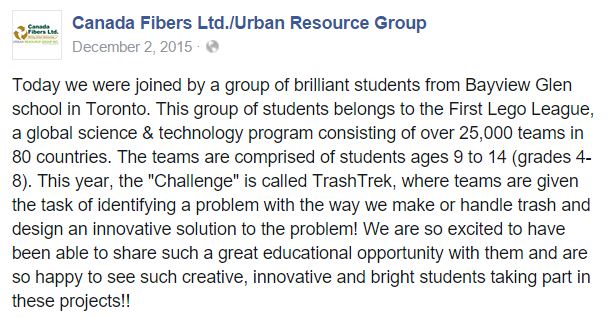 Canada
Fibers Ltd.
URBAN RESOURCE GROUP INC.
Canada Fibers Ltd./Urban Resource Group
December 2, 2015 ·
Today we were joined by a group of brilliant students from Bayview Glen
school in Toronto. This group of students belongs to the First Lego League,
a global science & technology program consisting of over 25,000 teams in
80 countries. The teams are comprised of students ages 9 to 14 (grades 4-
8). This year, the "Challenge" is called TrashTrek, where teams are given
the task of identifying a problem with the way we make or handle trash and
design an innovative solution to the problem! We are so excited to have
been able to share such a great educational opportunity with them and are
so happy to see such creative, innovative and bright students taking part in
these projects!!